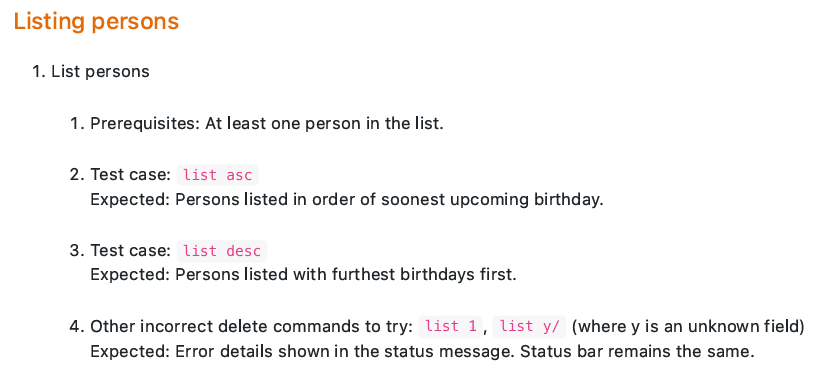 Listing persons
1. List persons
1. Prerequisites: At least one person in the list.
2. Test case: list asc
Expected: Persons listed in order of soonest upcoming birthday.
3. Test case: list desc
Expected: Persons listed with furthest birthdays first.
4. Other incorrect delete commands to try: list 1, list y/ (where y is an unknown field)
Expected: Error details shown in the status message. Status bar remains the same.